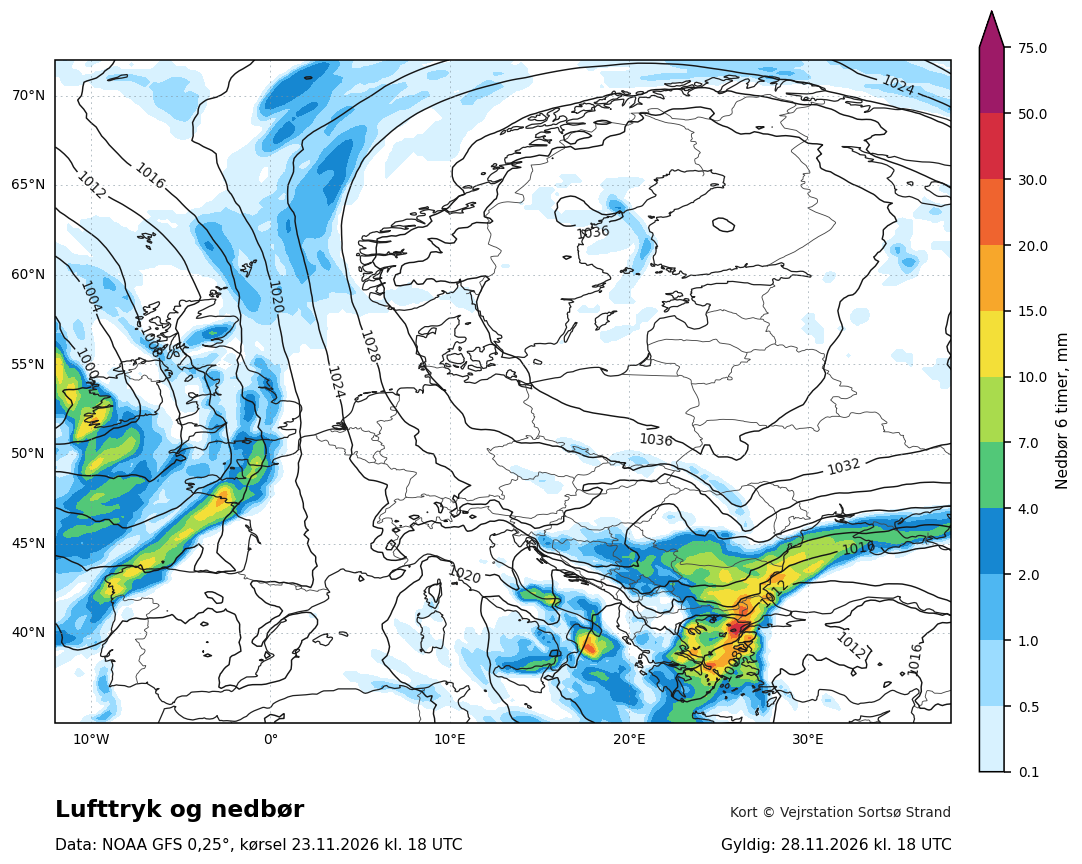 75.0
50.0
30.0
20.0
15.0
10.0
7.0
4.0
2.0
1.0
0.5
0.1
Nedbør 6 timer, mm
70°N
65°N
60°N
55°N
50°N
45°N
40°N
10°W
0°
10°E
20°E
30°E
1024
1016
1012
1036
1004
1020
1008
1028
1000
1024
1036
1032
1016
1020
1012
1012
1016
1008
Lufttryk og nedbør
Kort © Vejrstation Sortsø Strand
Data: NOAA GFS 0,25°, kørsel 23.11.2026 kl. 18 UTC
Gyldig: 28.11.2026 kl. 18 UTC